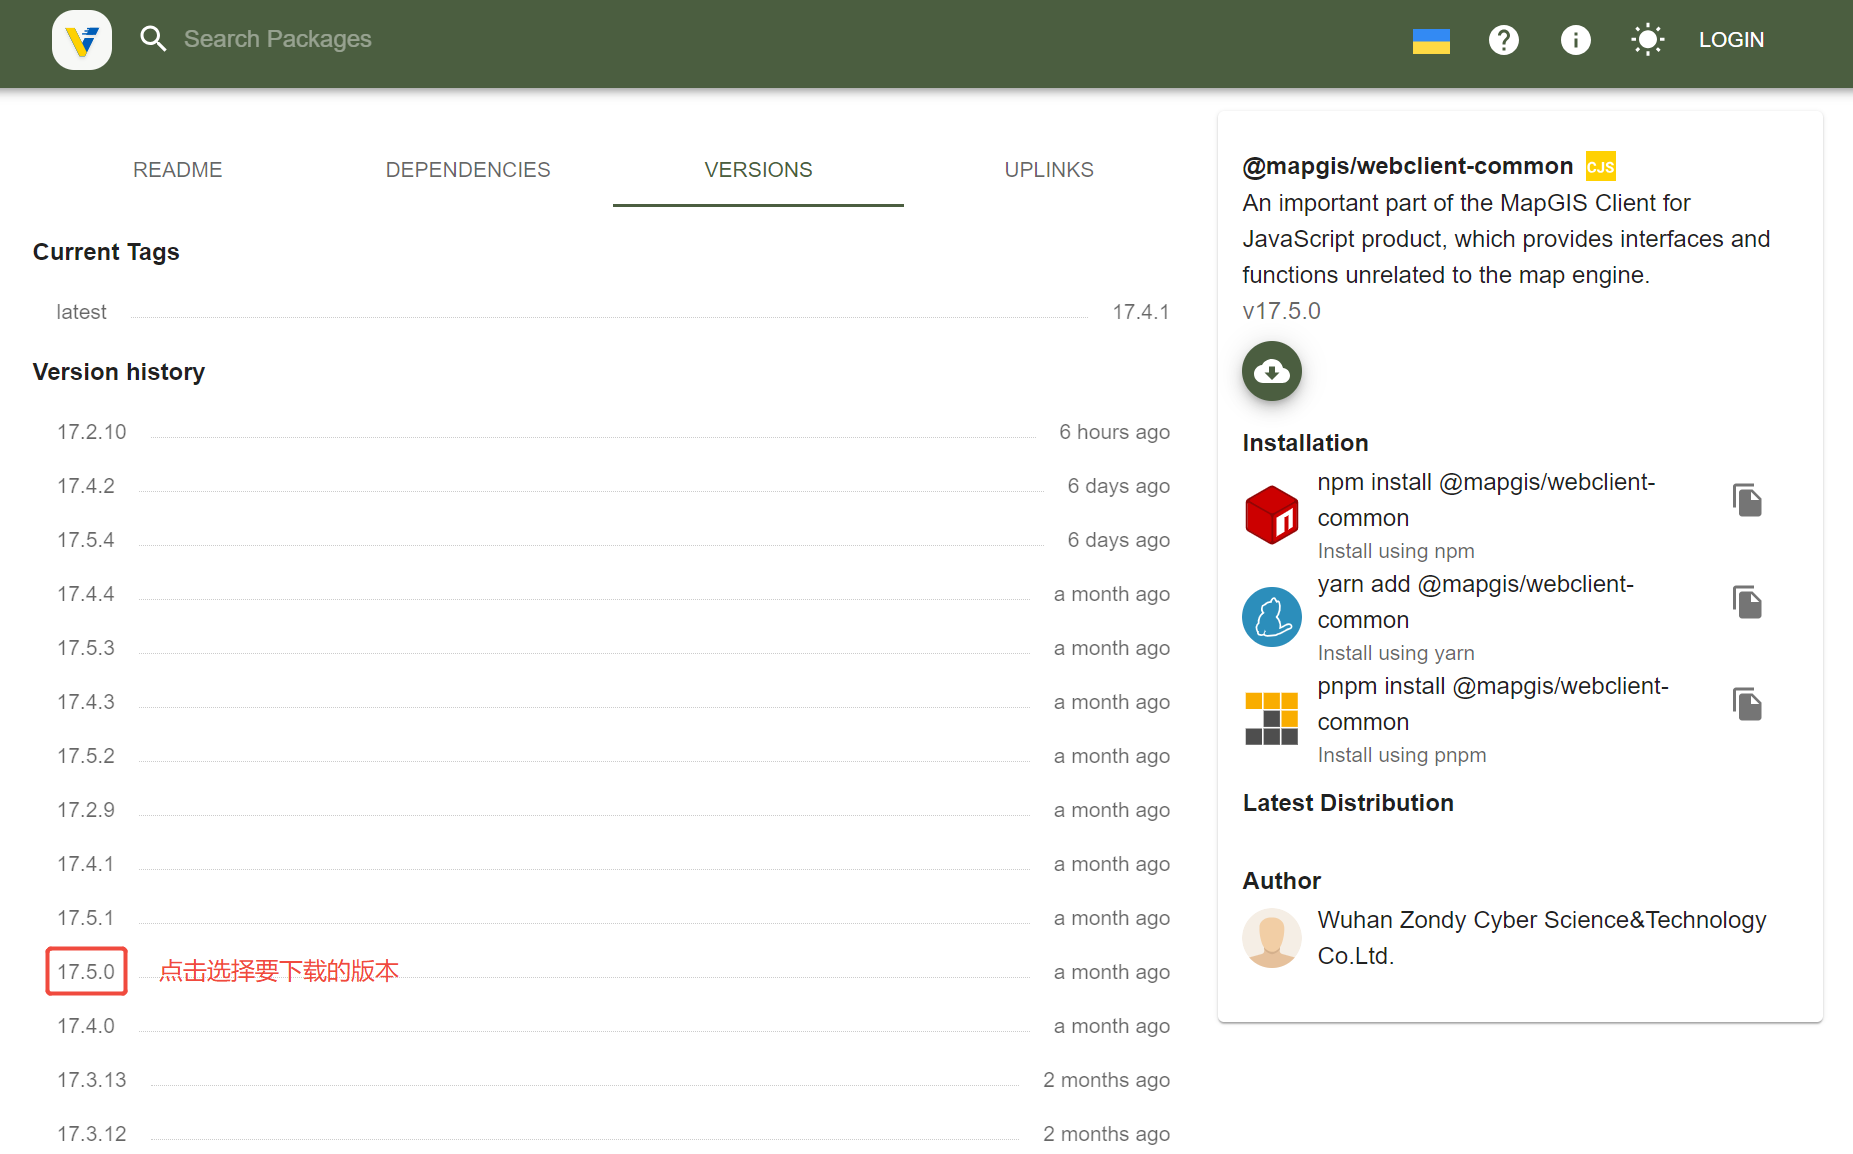 Search Packages
LOGIN
README
DEPENDENCIES
VERSIONS
UPLINKS
Current Tags
latest 17.4.1
Version history
17.2.10 6 hours ago
17.4.2 6 days ago
17.5.4 6 days ago
17.4.4 a month ago
17.5.3 a month ago
17.4.3 a month ago
17.5.2 a month ago
17.2.9 a month ago
17.4.1 a month ago
17.5.1 a month ago
17.5.0 点击选择要下载的版本 a month ago
17.4.0 a month ago
17.3.13 2 months ago
17.3.12 2 months ago
@mapgis/webclient-common CJS
An important part of the MapGIS Client for
JavaScript product, which provides interfaces and
functions unrelated to the map engine.
v17.5.0
Installation
npm install @mapgis/webclient-
common
Install using npm
yarn add @mapgis/webclient-
common
Install using yarn
pnpm install @mapgis/webclient-
common
Install using pnpm
Latest Distribution
Author
Wuhan Zondy Cyber Science&Technology
Co.Ltd.